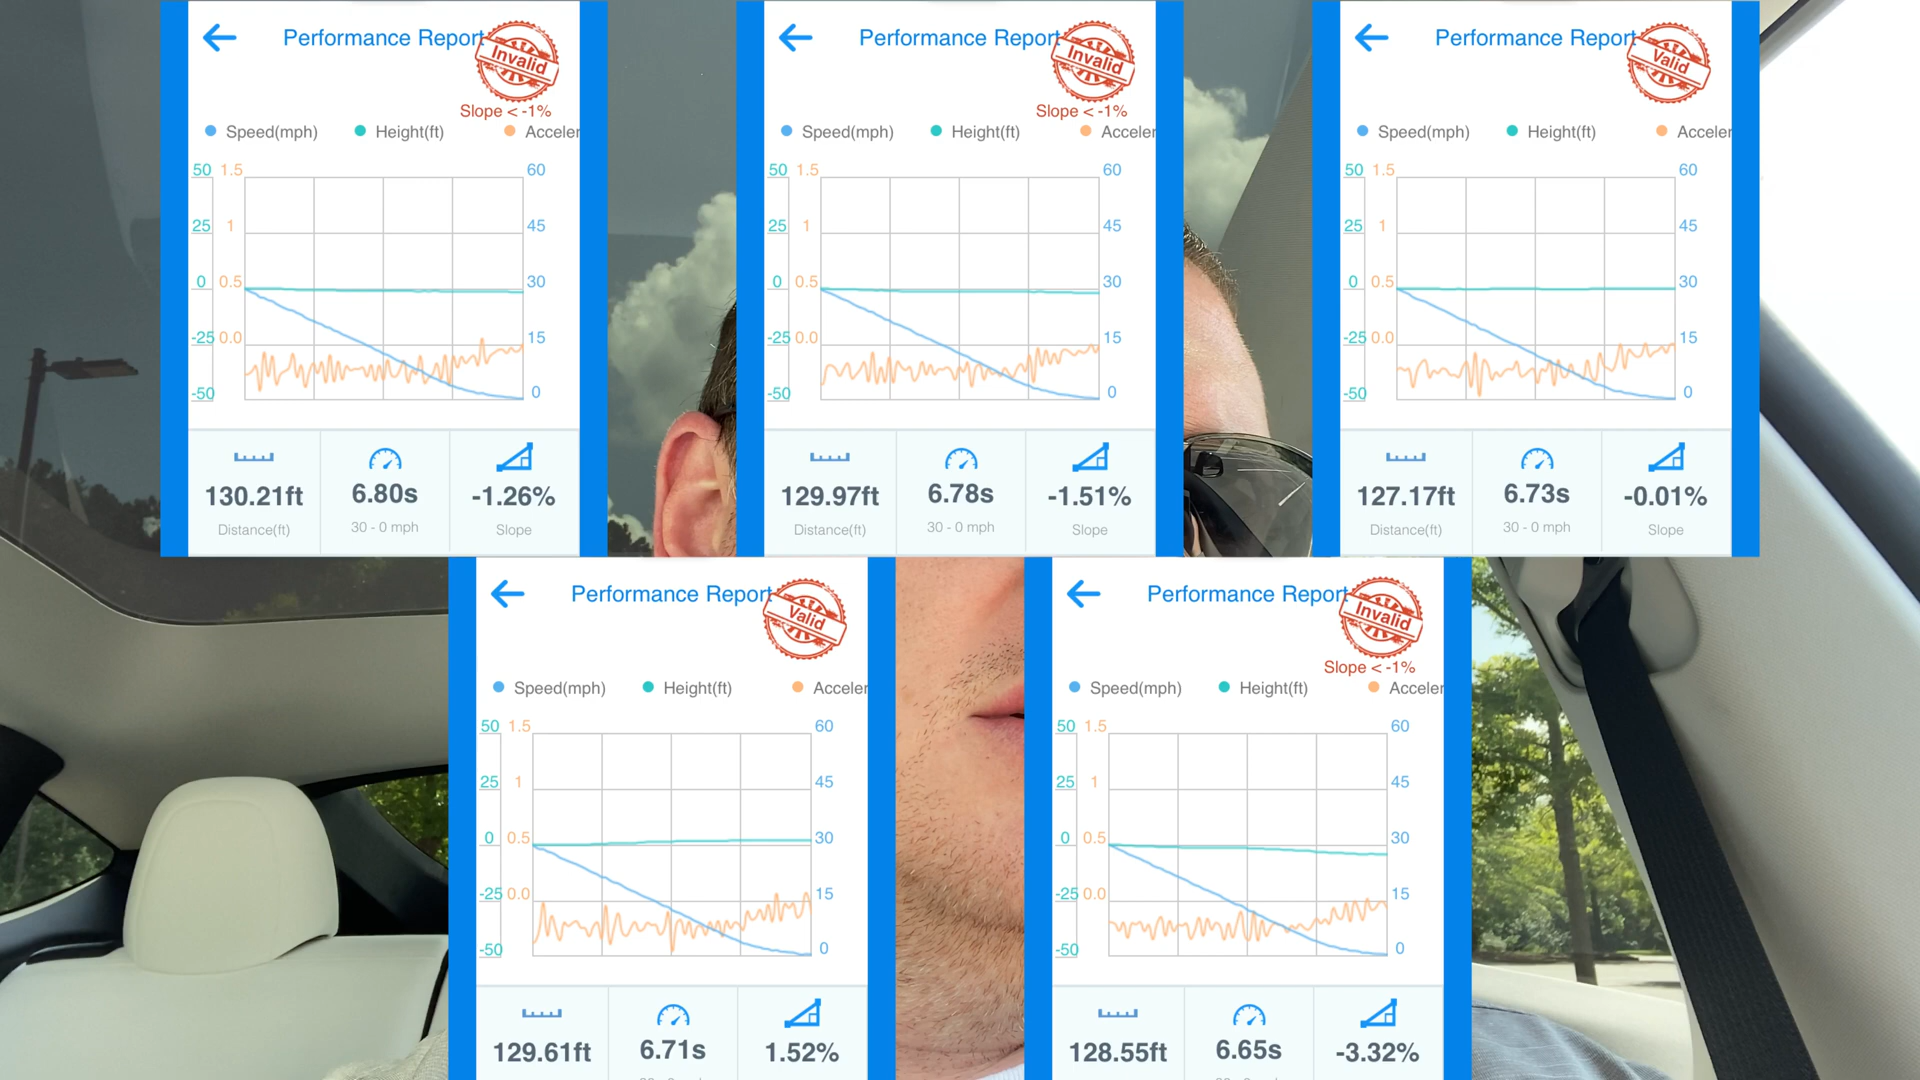 Performance Report
Invalid
Slope < -1%
Speed(mph) Height(ft) Acceler
50 1.5 60
25 1 45
0 0.5 30
-25 0.0 15
-50 0
130.21ft 6.80s -1.26%
Distance(ft) 30 - 0 mph Slope
Performance Report
Invalid
Slope < -1%
Speed(mph) Height(ft) Acceler
50 1.5 60
25 1 45
0 0.5 30
-25 0.0 15
-50 0
129.97ft 6.78s -1.51%
Distance(ft) 30 - 0 mph Slope
Performance Report
Valid
Speed(mph) Height(ft) Acceler
50 1.5 60
25 1 45
0 0.5 30
-25 0.0 15
-50 0
127.17ft 6.73s -0.01%
Distance(ft) 30 - 0 mph Slope
Performance Report
Valid
Speed(mph) Height(ft) Acceler
50 1.5 60
25 1 45
0 0.5 30
-25 0.0 15
-50 0
129.61ft 6.71s 1.52%
Performance Report
Invalid
Slope < -1%
Speed(mph) Height(ft) Acceler
50 1.5 60
25 1 45
0 0.5 30
-25 0.0 15
-50 0
128.55ft 6.65s -3.32%